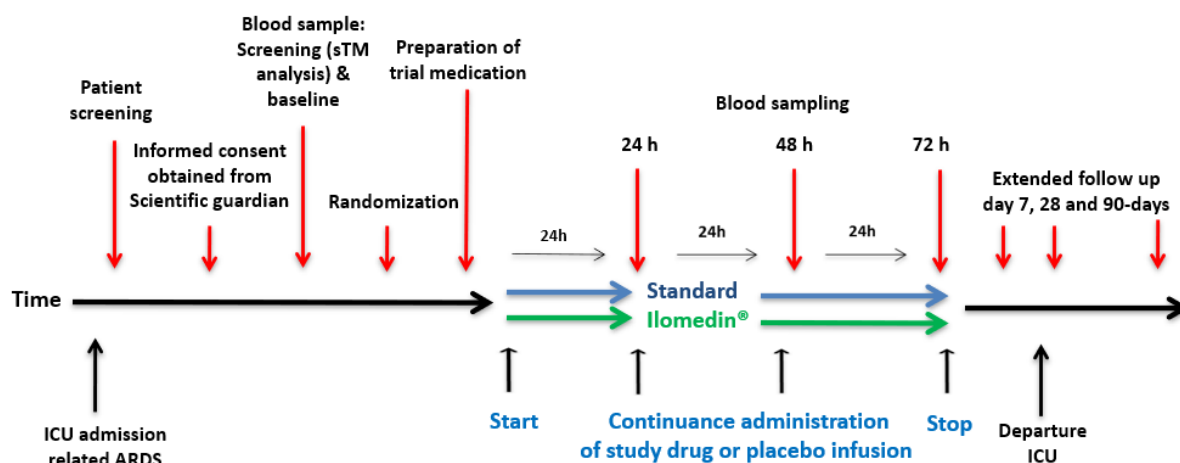 Patient
screening
Informed consent
obtained from
Scientific guardian
Blood sample:
Screening (sTM
analysis) &
baseline
Randomization
Preparation of
trial medication
Blood sampling
24 h
48 h
72 h
Extended follow up
day 7, 28 and 90-days
24h
24h
24h
Time
Standard
Ilomedin®
Start
Continuance administration
of study drug or placebo infusion
Stop
ICU admission
related ARDS
Departure
ICU